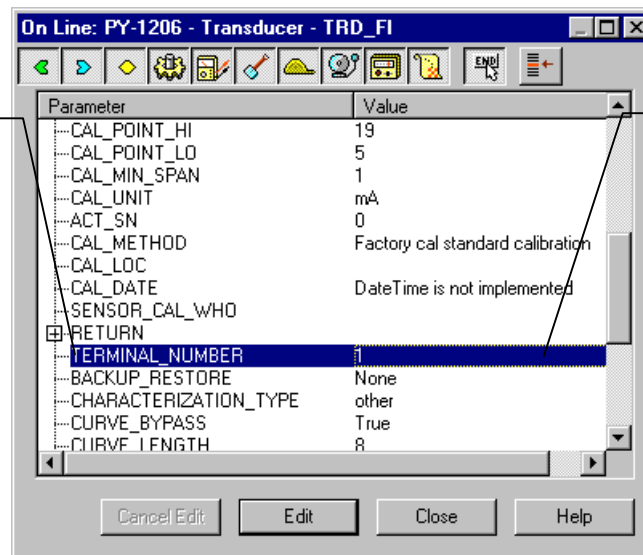 On Line: PY-1206 - Transducer - TRD_FI
END
Parameter Value
CAL_POINT_HI 19
CAL_POINT_LO 5
CAL_MIN_SPAN 1
CAL_UNIT mA
ACT_SN 0
CAL_METHOD Factory cal standard calibration
CAL_LOC
CAL_DATE DateTime is not implemented
SENSOR_CAL_WHO
RETURN
TERMINAL_NUMBER 1
BACKUP_RESTORE None
CHARACTERIZATION_TYPE other
CURVE_BYPASS True
CURVE_LENGTH 8
Cancel Edit Edit Close Help